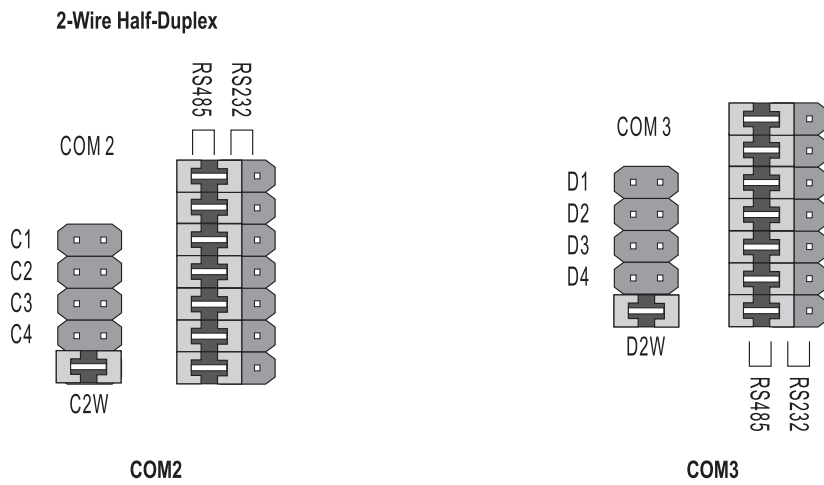 2-Wire Half-Duplex
RS485
RS232
COM 2
C1
C2
C3
C4
C2W
COM2
COM 3
D1
D2
D3
D4
D2W
RS485
RS232
COM3